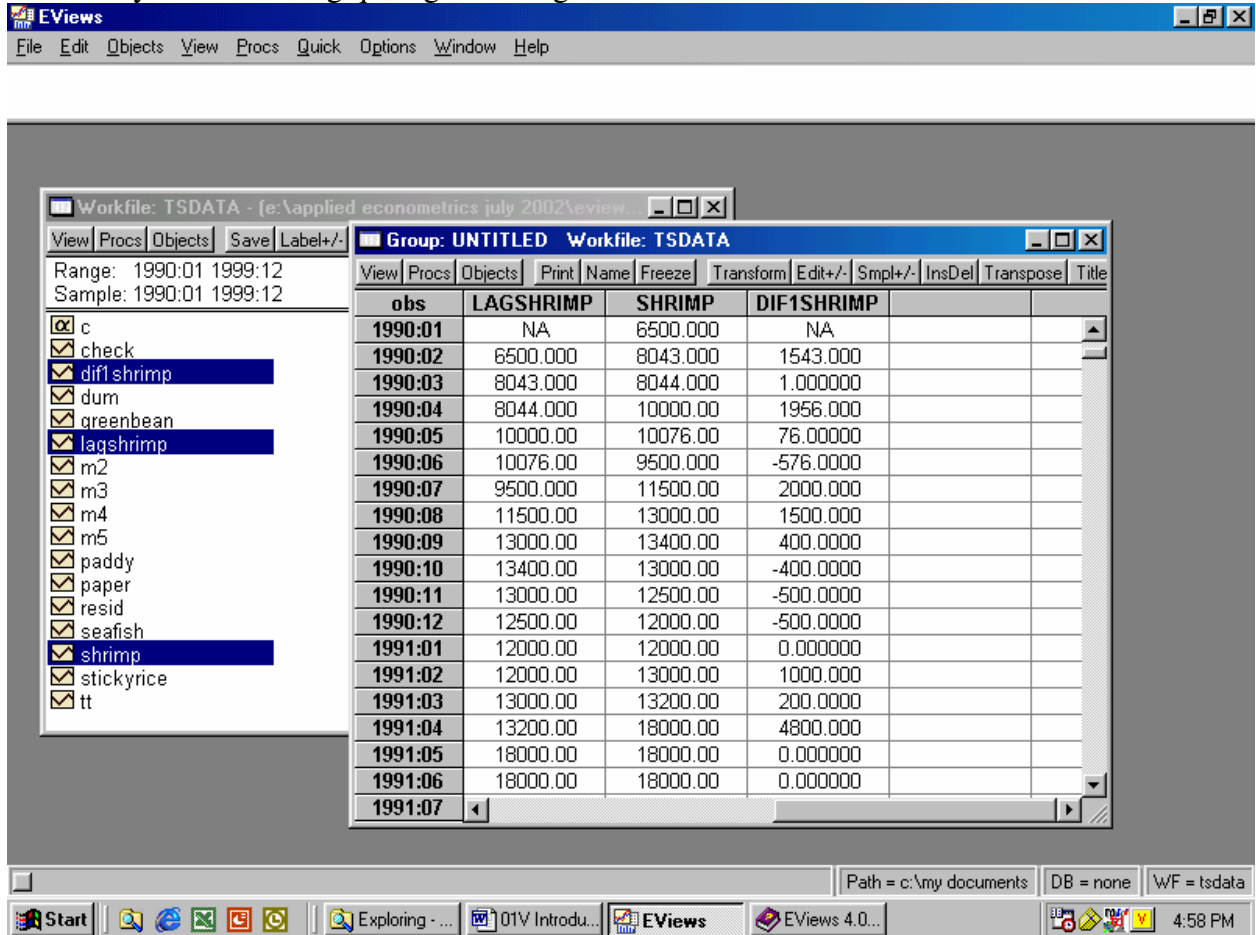 EViews
File Edit Objects View Procs Quick Options Window Help
Workfile: TSDATA - (e:\applied econometrics july 2002\eview...
View Procs Objects Save Label+/-
Range: 1990:01 1999:12
Sample: 1990:01 1999:12
α c
check
dif1shrimp
dum
greenbean
lagshrimp
m2
m3
m4
m5
paddy
paper
resid
seafish
shrimp
stickyrice
tt
Group: UNTITLED Workfile: TSDATA
View Procs Objects Print Name Freeze Transform Edit+/- Smpl+/- InsDel Transpose Title
obs LAGSHRIMP SHRIMP DIF1SHRIMP
1990:01 NA 6500.000 NA
1990:02 6500.000 8043.000 1543.000
1990:03 8043.000 8044.000 1.000000
1990:04 8044.000 10000.00 1956.000
1990:05 10000.00 10076.00 76.00000
1990:06 10076.00 9500.000 -576.0000
1990:07 9500.000 11500.00 2000.000
1990:08 11500.00 13000.00 1500.000
1990:09 13000.00 13400.00 400.0000
1990:10 13400.00 13000.00 -400.0000
1990:11 13000.00 12500.00 -500.0000
1990:12 12500.00 12000.00 -500.0000
1991:01 12000.00 12000.00 0.000000
1991:02 12000.00 13000.00 1000.000
1991:03 13000.00 13200.00 200.0000
1991:04 13200.00 18000.00 4800.000
1991:05 18000.00 18000.00 0.000000
1991:06 18000.00 18000.00 0.000000
1991:07
Path = c:\my documents DB = none WF = tsdata
Start Exploring - ... 01V Introdu... EViews EViews 4.0... V 4:58 PM